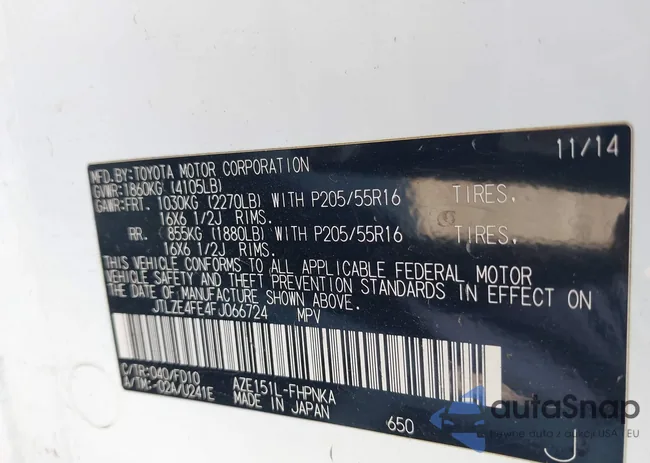 11/14
MFD.BY:TOYOTA MOTOR CORPORATION
GVWR:1860KG (4105LB)
GAWR:FRT. 1030KG (2270LB) WITH P205/55R16 TIRES,
16X6 1/2J RIMS.
RR. 855KG (1880LB) WITH P205/55R16 TIRES,
16X6 1/2J RIMS.
THIS VEHICLE CONFORMS TO ALL APPLICABLE FEDERAL MOTOR
VEHICLE SAFETY AND THEFT PREVENTION STANDARDS IN EFFECT ON
THE DATE OF MANUFACTURE SHOWN ABOVE.
JTLZE4FE4FJ066724 MPV
C/TR:040/FD10 AZE151L-FHPNKA
A/TM:-02A/U241E MADE IN JAPAN 650
J
autaSnap
USA EU